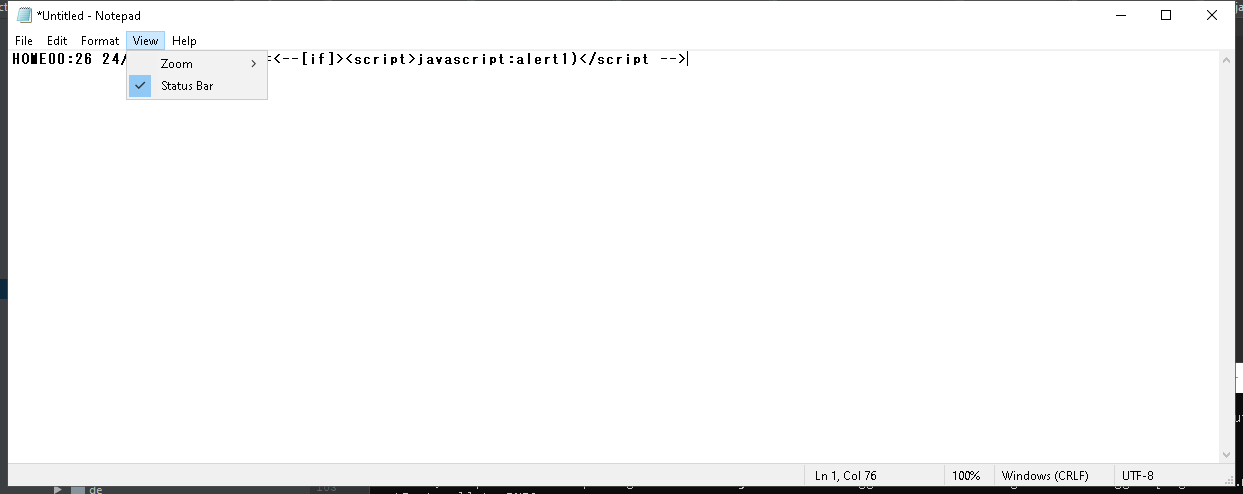 *Untitled - Notepad
File Edit Format View Help
HOME00:26 24/ =<--[if]><script>javascript:alert1)</script -->
Zoom
Status Bar
Ln 1, Col 76 100% Windows (CRLF) UTF-8
de